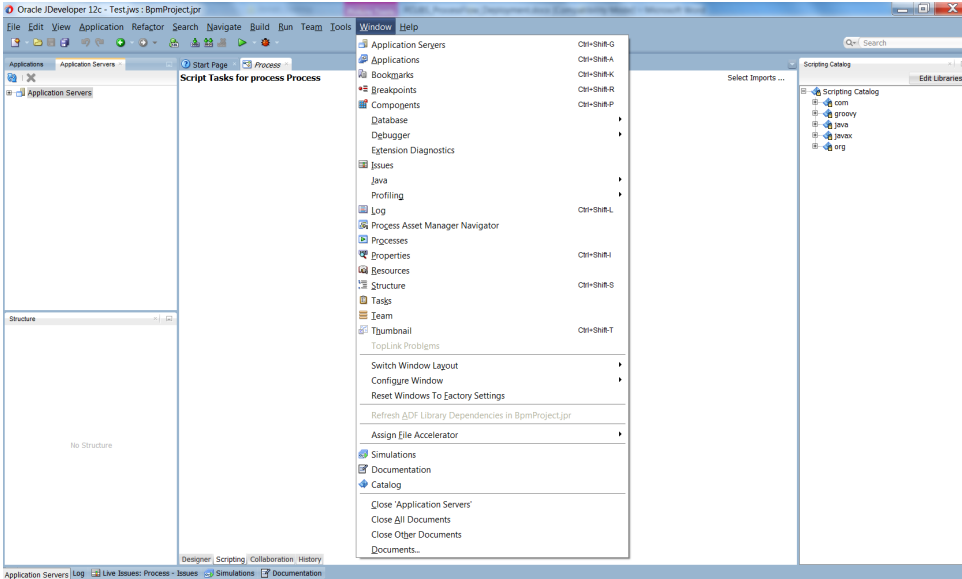 Oracle JDeveloper 12c - Test.jws : BpmProject.jpr
File Edit View Application Refactor Search Navigate Build Run Team Tools Window Help
Search
Applications Application Servers
Start Page Process
Scripting Catalog
Script Tasks for process Process
Select Imports ...
Edit Libraries
Application Servers
Scripting Catalog
com
groovy
java
javax
org
Application Servers Ctrl+Shift-G
Applications Ctrl+Shift-A
Bookmarks Ctrl+Shift-K
Breakpoints Ctrl+Shift-R
Components Ctrl+Shift-P
Database
Debugger
Extension Diagnostics
Issues
Java
Profiling
Log Ctrl+Shift-L
Process Asset Manager Navigator
Processes
Properties Ctrl+Shift-I
Resources
Structure Ctrl+Shift-S
Tasks
Team
Thumbnail Ctrl+Shift-T
TopLink Problems
Switch Window Layout
Configure Window
Reset Windows To Factory Settings
Refresh ADF Library Dependencies in BpmProject.jpr
Assign File Accelerator
Simulations
Documentation
Catalog
Close 'Application Servers'
Close All Documents
Close Other Documents
Documents...
Structure
No Structure
Designer Scripting Collaboration History
Application Servers Log Live Issues: Process - Issues Simulations Documentation